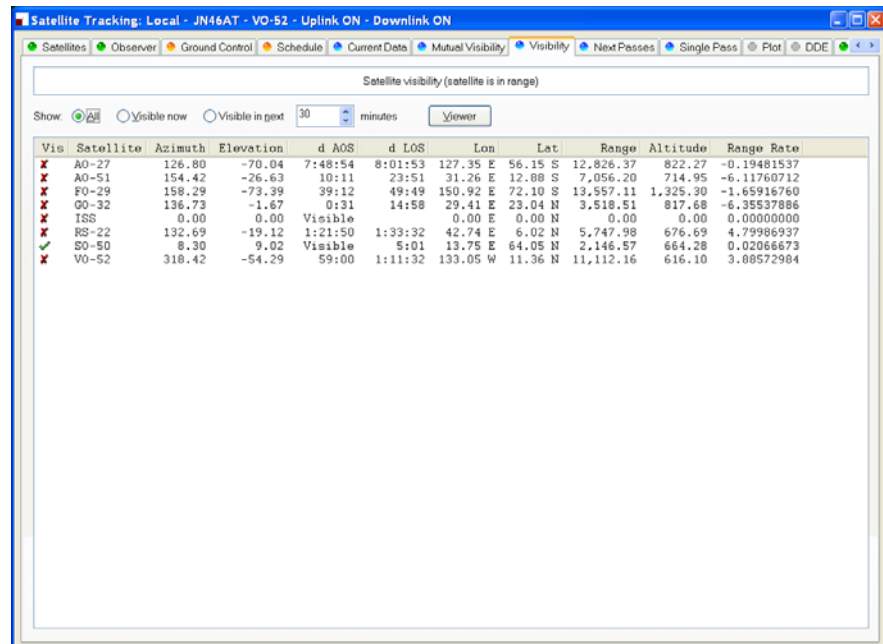 Satellite Tracking: Local - JN46AT - VO-52 - Uplink ON - Downlink ON
Satellites Observer Ground Control Schedule Current Data Mutual Visibility Visibility Next Passes Single Pass Plot DDE
Satellite visibility (satellite is in range)
Show: All Visible now Visible in next 30 minutes Viewer
Vis Satellite Azimuth Elevation d AOS d LOS Lon Lat Range Altitude Range Rate
✘ AO-27 126.80 -70.04 7:48:54 8:01:53 127.35 E 56.15 S 12,826.37 822.27 -0.19481537
✘ AO-51 154.42 -26.63 10:11 23:51 31.26 E 12.88 S 7,056.20 714.95 -6.11760712
✘ FO-29 158.29 -73.39 39:12 49:49 150.92 E 72.10 S 13,557.11 1,325.30 -1.65916760
✘ GO-32 136.73 -1.67 0:31 14:58 29.41 E 23.04 N 3,518.51 817.68 -6.35537886
✘ ISS 0.00 0.00 Visible 0.00 E 0.00 N 0.00 0.00 0.00000000
✘ RS-22 132.69 -19.12 1:21:50 1:33:32 42.74 E 6.02 N 5,747.98 676.69 4.79986937
✔ SO-50 8.30 9.02 Visible 5:01 13.75 E 64.05 N 2,146.57 664.28 0.02066673
✘ VO-52 318.42 -54.29 59:00 1:11:32 133.05 W 11.36 N 11,112.16 616.10 3.88572984